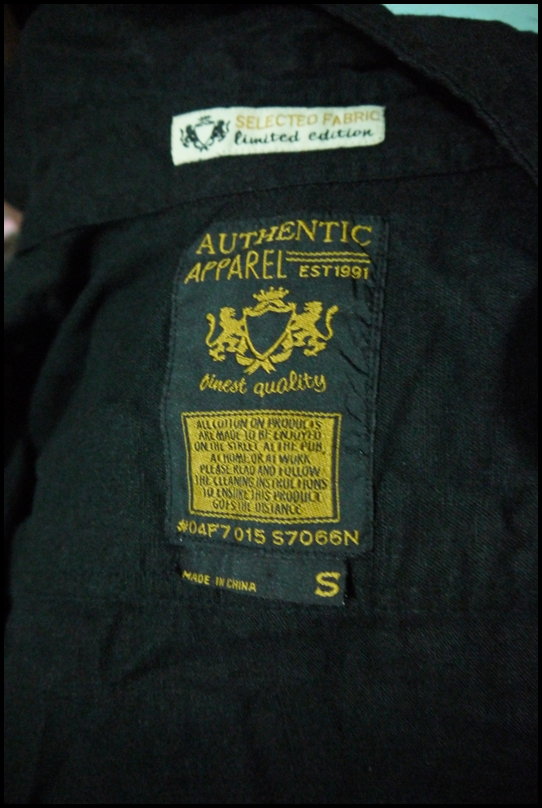 SELECTED FABRIC
limited edition
AUTHENTIC
APPAREL
EST 1991
finest quality
ALL COTTON ON PRODUCTS
ARE MADE TO BE ENJOYED
ON THE STREET, AT THE PUB,
AT HOME, OR AT WORK
PLEASE READ AND FOLLOW
THE CLEANING INSTRUCTIONS
TO ENSURE THIS PRODUCT
GOES THE DISTANCE.
#04F7015 S7066N
MADE IN CHINA
S